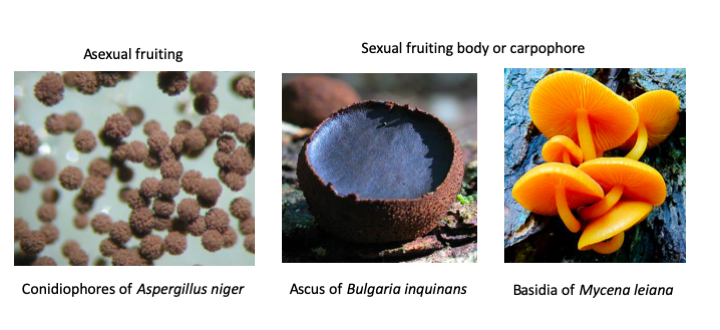 Asexual fruiting
Sexual fruiting body or carpophore
Conidiophores of Aspergillus niger
Ascus of Bulgaria inquinans
Basidia of Mycena leiana